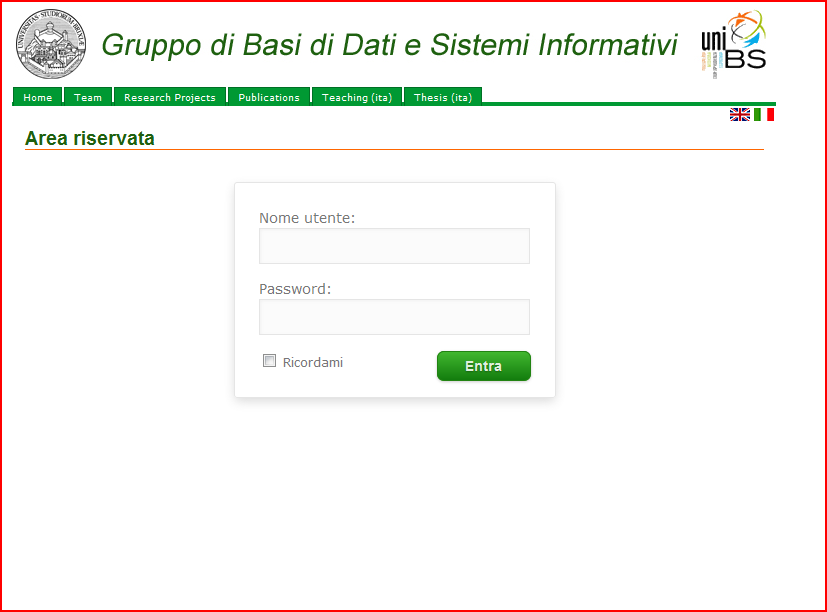 Gruppo di Basi di Dati e Sistemi Informativi
uni
BS
Home Team Research Projects Publications Teaching (ita) Thesis (ita)
Area riservata
Nome utente:
Password:
Ricordami Entra